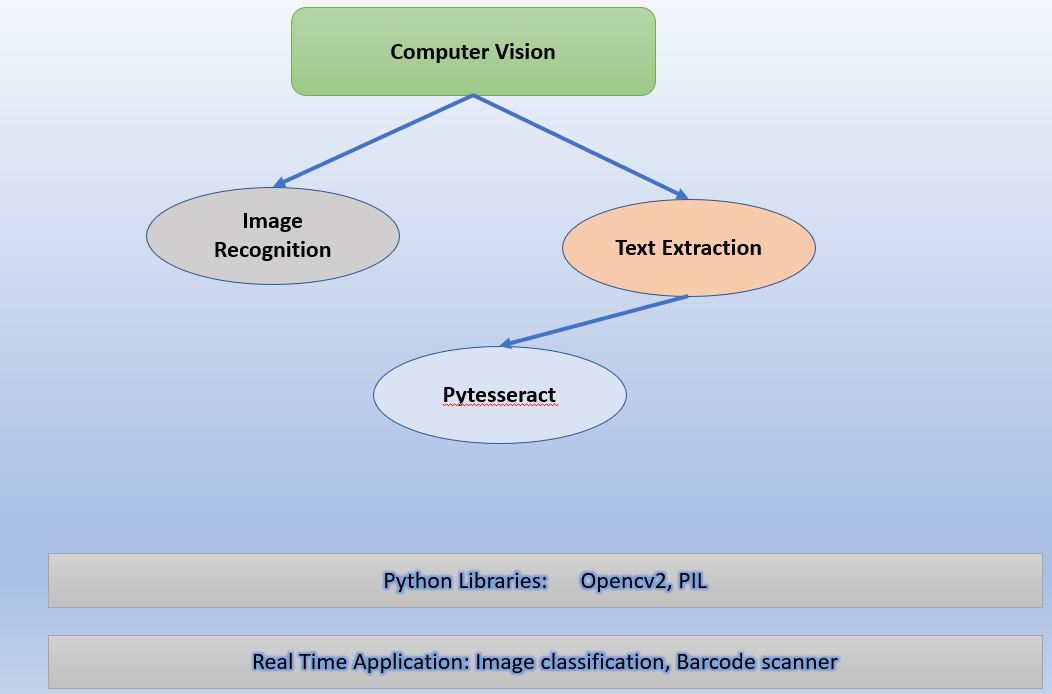 Computer Vision
Image
Recognition
Text Extraction
Pytesseract
Python Libraries: Opencv2, PIL
Real Time Application: Image classification, Barcode scanner